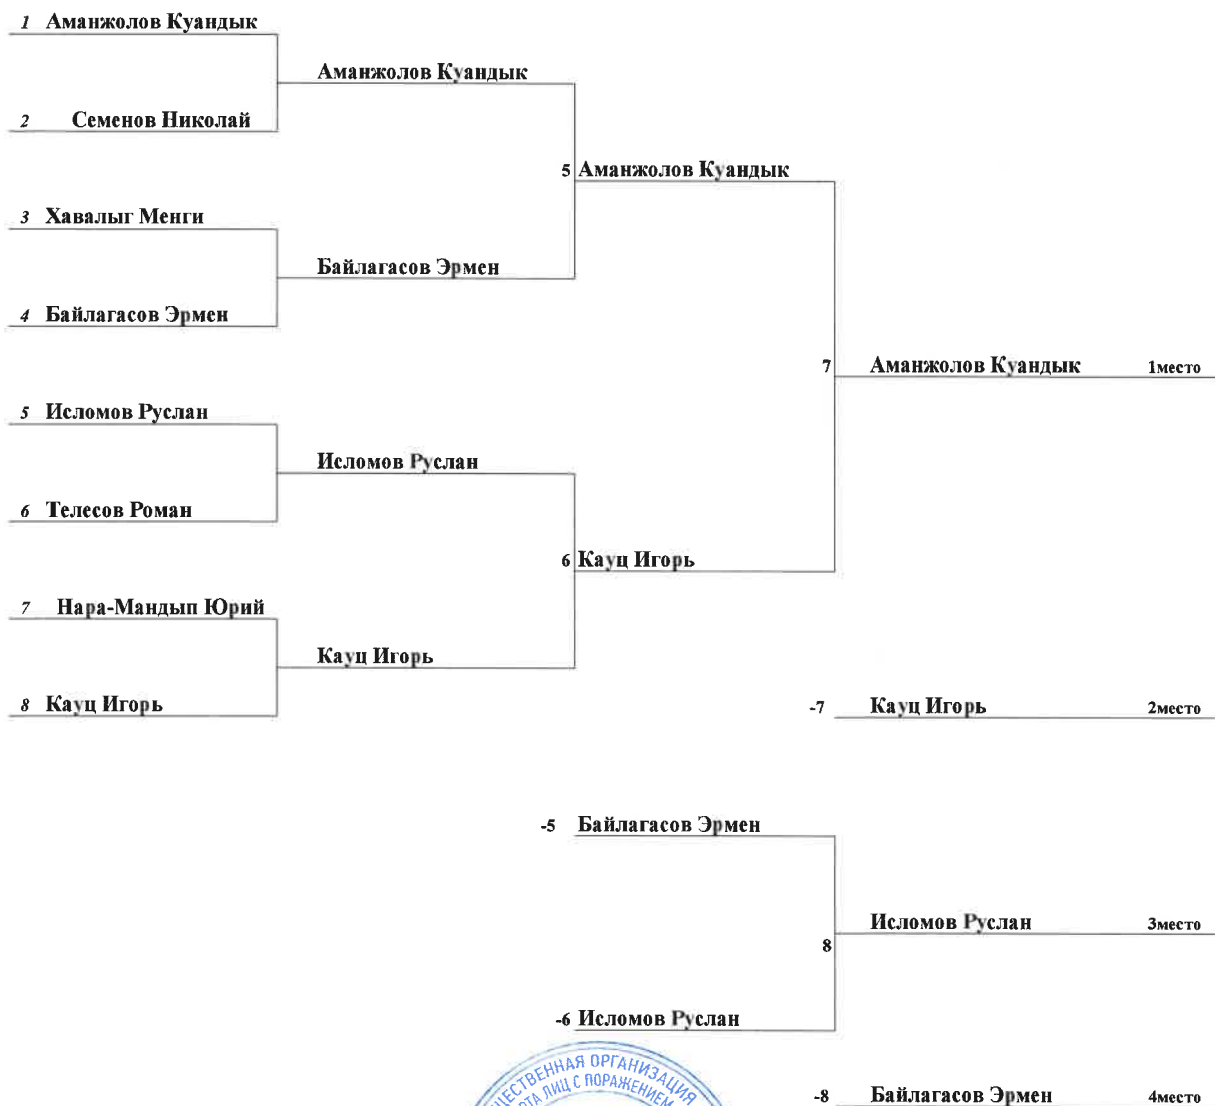 1 Аманжолов Куандык
Аманжолов Куандык
2 Семенов Николай
5 Аманжолов Куандык
3 Хавалыг Менги
Байлагасов Эрмен
4 Байлагасов Эрмен
7 Аманжолов Куандык 1место
5 Исломов Руслан
Исломов Руслан
6 Телесов Роман
6 Кауц Игорь
7 Нара-Мандып Юрий
Кауц Игорь
8 Кауц Игорь
-7 Кауц Игорь 2место
-5 Байлагасов Эрмен
Исломов Руслан 3место
8
-6 Исломов Руслан
ОРГАНИЗАЦИЯ
ЛИЦ С ПОРАЖЕНИЕМ
-8 Байлагасов Эрмен 4место